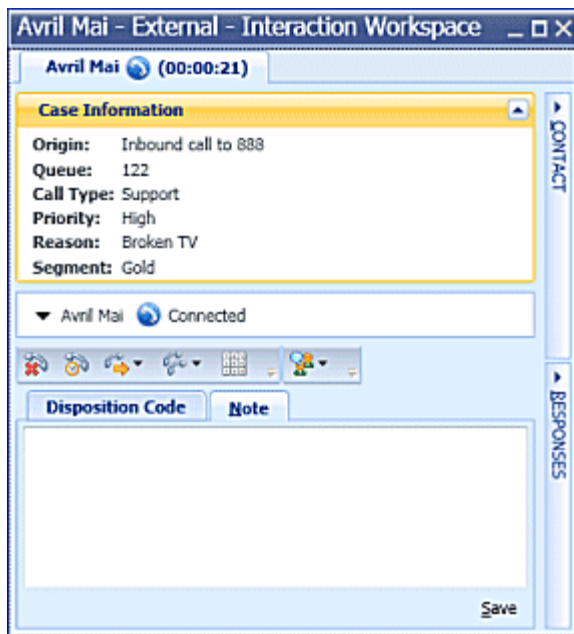 Avril Mai - External - Interaction Workspace
Avril Mai (00:00:21)
Case Information
Origin: Inbound call to 888
Queue: 122
Call Type: Support
Priority: High
Reason: Broken TV
Segment: Gold
Avril Mai Connected
Disposition Code Note
Save
CONTACT
RESPONSES